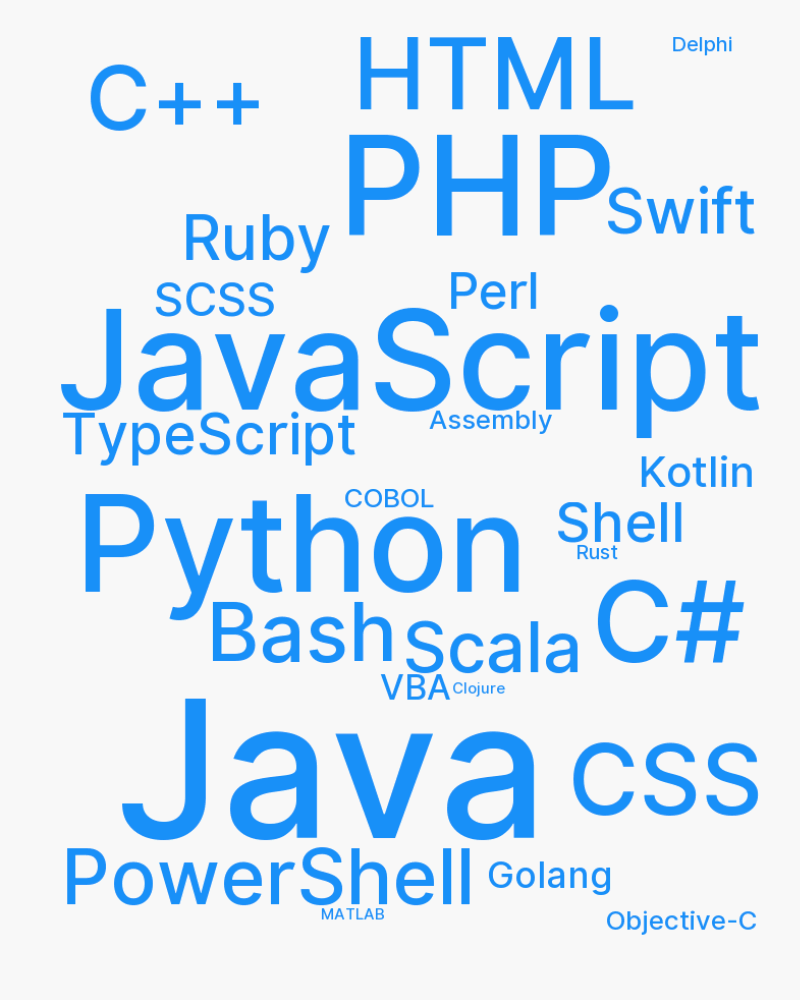 HTML
Delphi
C++
PHP
Swift
Ruby
Perl
SCSS
JavaScript
TypeScript
Assembly
Kotlin
COBOL
Python
Shell
Rust
C#
Bash
Scala
VBA
Clojure
Java
CSS
PowerShell
Golang
MATLAB
Objective-C